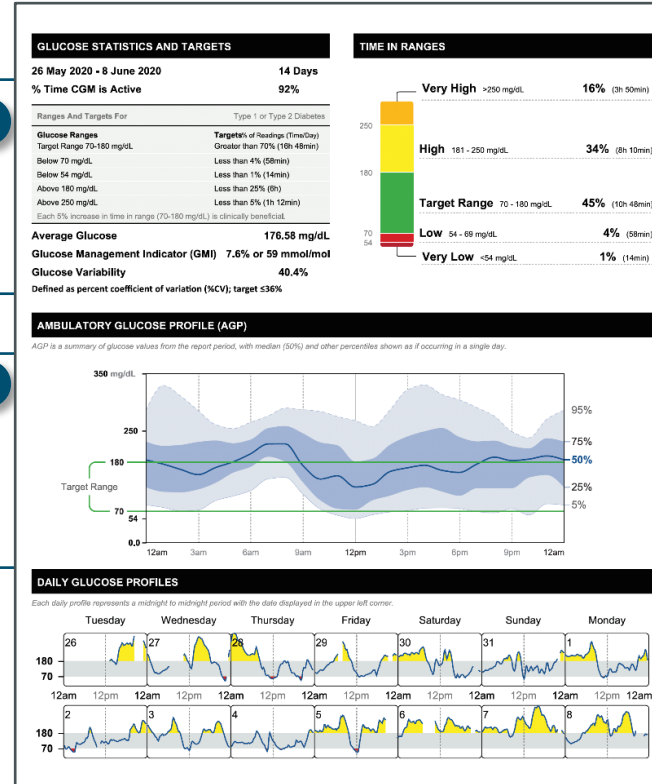 GLUCOSE STATISTICS AND TARGETS
26 May 2020 - 8 June 2020 14 Days
% Time CGM is Active 92%
Ranges And Targets For Type 1 or Type 2 Diabetes
Glucose Ranges Targets% of Readings (Time/Day)
Target Range 70-180 mg/dL Greater than 70% (16h 48min)
Below 70 mg/dL Less than 4% (58min)
Below 54 mg/dL Less than 1% (14min)
Above 180 mg/dL Less than 25% (6h)
Above 250 mg/dL Less than 5% (1h 12min)
Each 5% increase in time in range (70-180 mg/dL) is clinically beneficial.
Average Glucose 176.58 mg/dL
Glucose Management Indicator (GMI) 7.6% or 59 mmol/mol
Glucose Variability 40.4%
Defined as percent coefficient of variation (%CV); target ≤36%
TIME IN RANGES
Very High >250 mg/dL 16% (3h 50min)
250
High 181 - 250 mg/dL 34% (8h 10min)
180
Target Range 70 - 180 mg/dL 45% (10h 48min)
70
Low 54 - 69 mg/dL 4% (58min)
54
Very Low <54 mg/dL 1% (14min)
AMBULATORY GLUCOSE PROFILE (AGP)
AGP is a summary of glucose values from the report period, with median (50%) and other percentiles shown as if occurring in a single day.
350 mg/dL
95%
250
75%
180 50%
Target Range
25%
5%
70
54
0.0
12am 3am 6am 9am 12pm 3pm 6pm 9pm 12am
DAILY GLUCOSE PROFILES
Each daily profile represents a midnight to midnight period with the date displayed in the upper left corner.
Tuesday Wednesday Thursday Friday Saturday Sunday Monday
26 27 28 29 30 31 1
180
70
12am 12pm 12am 12pm 12am 12pm 12am 12pm 12am 12pm 12am 12pm 12am 12pm 12am
2 3 4 5 6 7 8
180
70